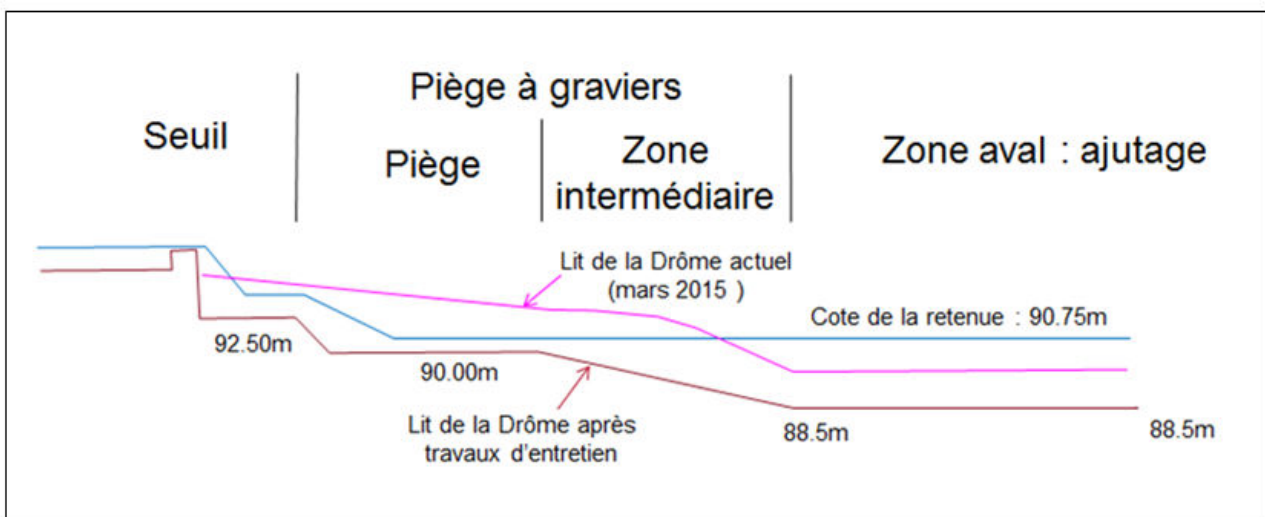 Piège à graviers
Seuil
Piège
Zone
intermédiaire
Zone aval : ajutage
Lit de la Drôme actuel
(mars 2015 )
Cote de la retenue : 90.75m
92.50m
90.00m
Lit de la Drôme après
travaux d'entretien
88.5m
88.5m